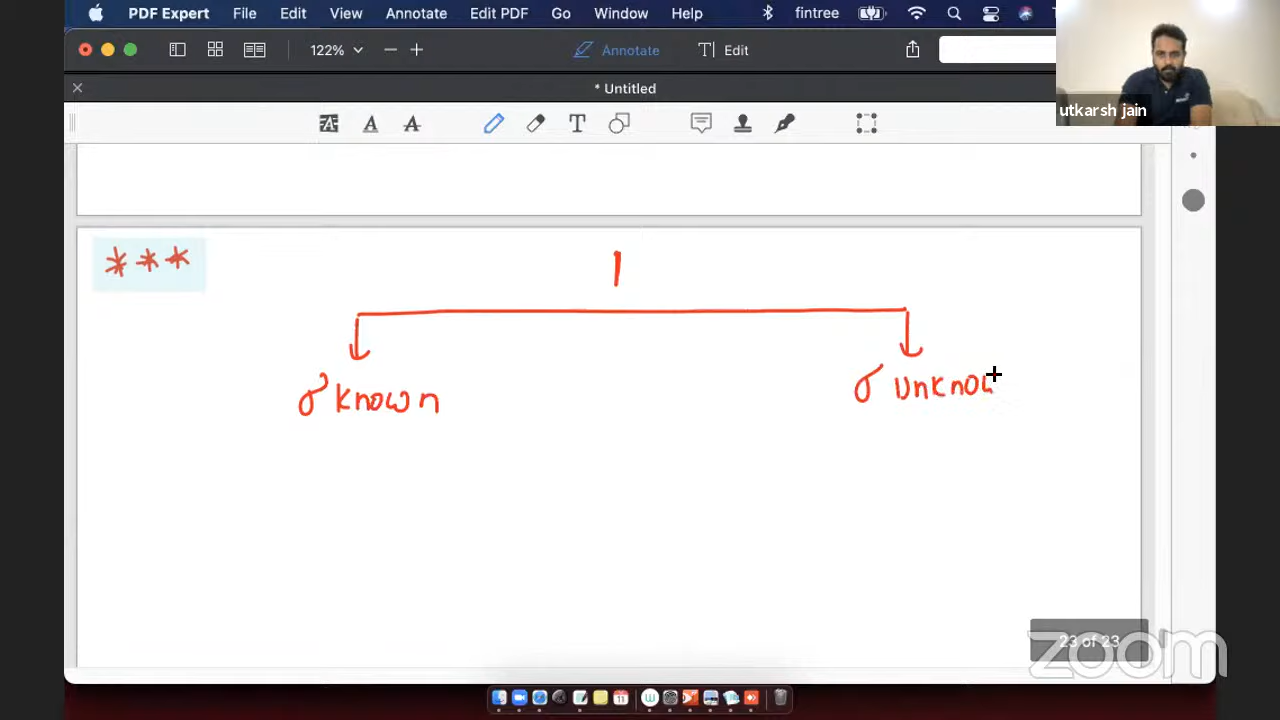 PDF Expert File Edit View Annotate Edit PDF Go Window Help fintree
122% Annotate T Edit
* Untitled
utkarsh jain
A A A T
***
σ known σ unknow
23 of 23
zoom